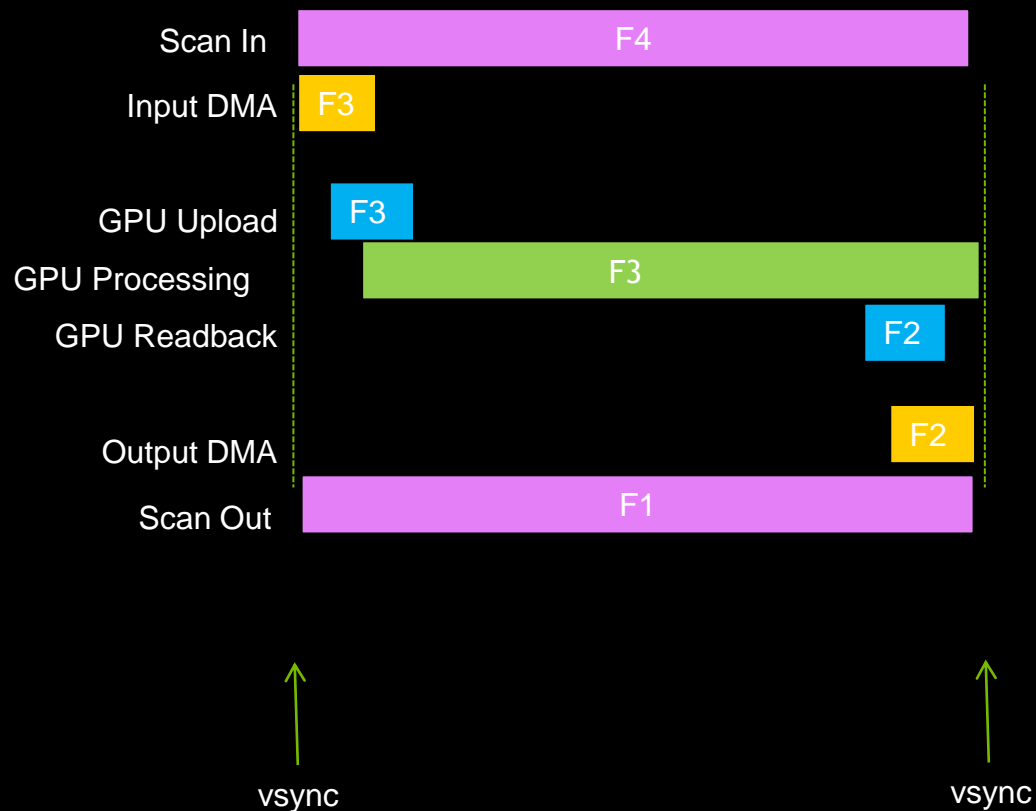 Scan In F4
Input DMA F3
GPU Upload F3
GPU Processing F3
GPU Readback F2
Output DMA F2
Scan Out F1
vsync vsync